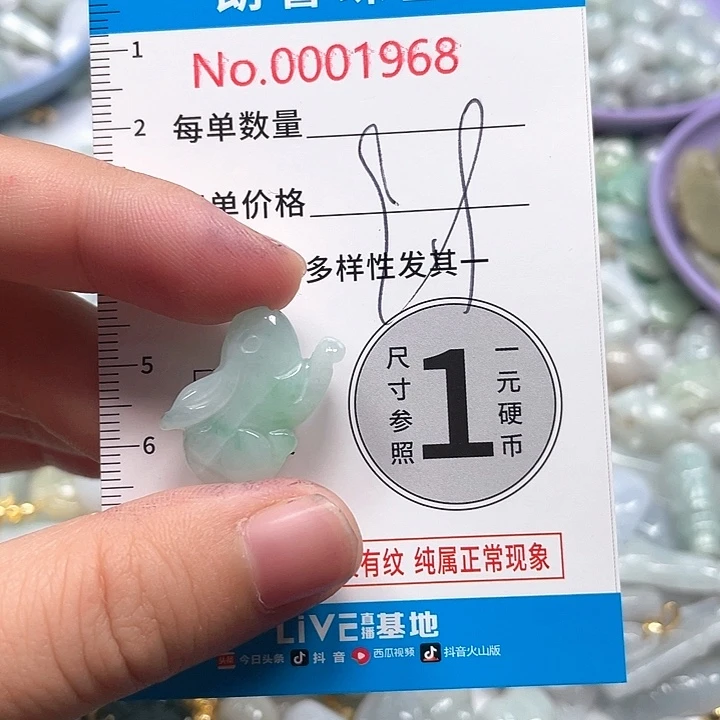 1
No.0001968
2
每单数量
单价格
多样性发其一
5
6
尺寸参照
1
一元硬币
有纹 纯属正常现象
LiVE直播基地
今日头条 抖音 西瓜视频 抖音火山版